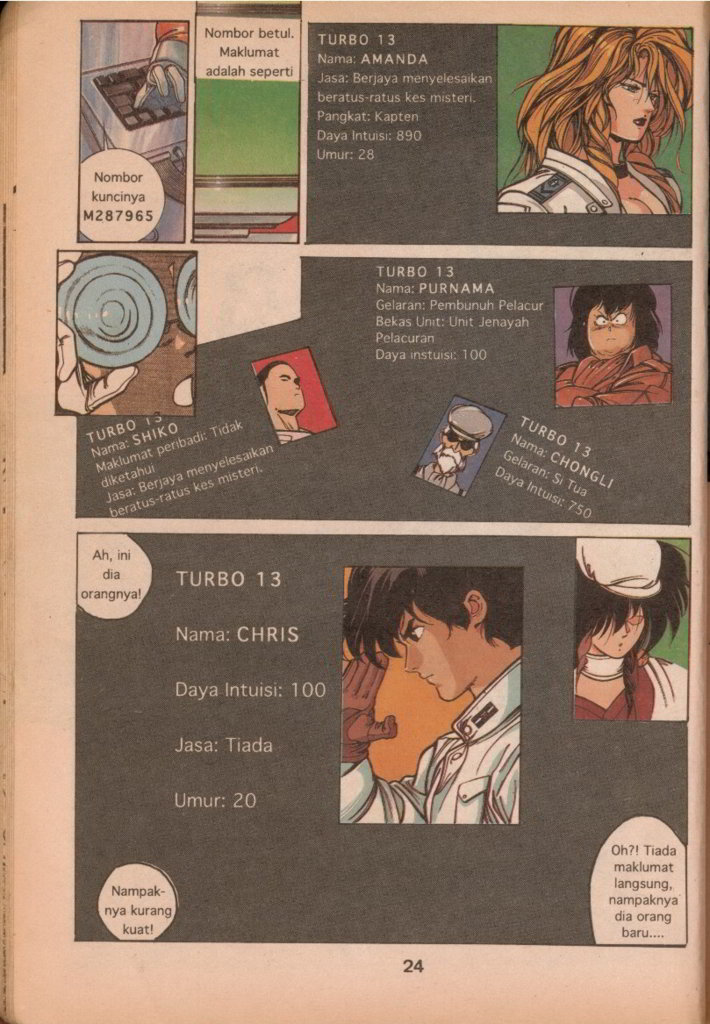 Nombor betul.
Maklumat
adalah seperti
Nombor
kuncinya
M287965
TURBO 13
Nama: AMANDA
Jasa: Berjaya menyelesaikan
beratus-ratus kes misteri.
Pangkat: Kapten
Daya Intuisi: 890
Umur: 28
TURBO 13
Nama: PURNAMA
Gelaran: Pembunuh Pelacur
Bekas Unit: Unit Jenayah
Pelacuran
Daya instuisi: 100
TURBO 13
Nama: SHIKO
Maklumat peribadi: Tidak
diketahui
Jasa: Berjaya menyelesaikan
beratus-ratus kes misteri.
TURBO 13
Nama: CHONGLI
Gelaran: Si Tua
Daya Intuisi: 750
Ah, ini
dia
orangnya!
TURBO 13
Nama: CHRIS
Daya Intuisi: 100
Jasa: Tiada
Umur: 20
Nampak-
nya kurang
kuat!
Oh?! Tiada
maklumat
langsung,
nampaknya
dia orang
baru....
24